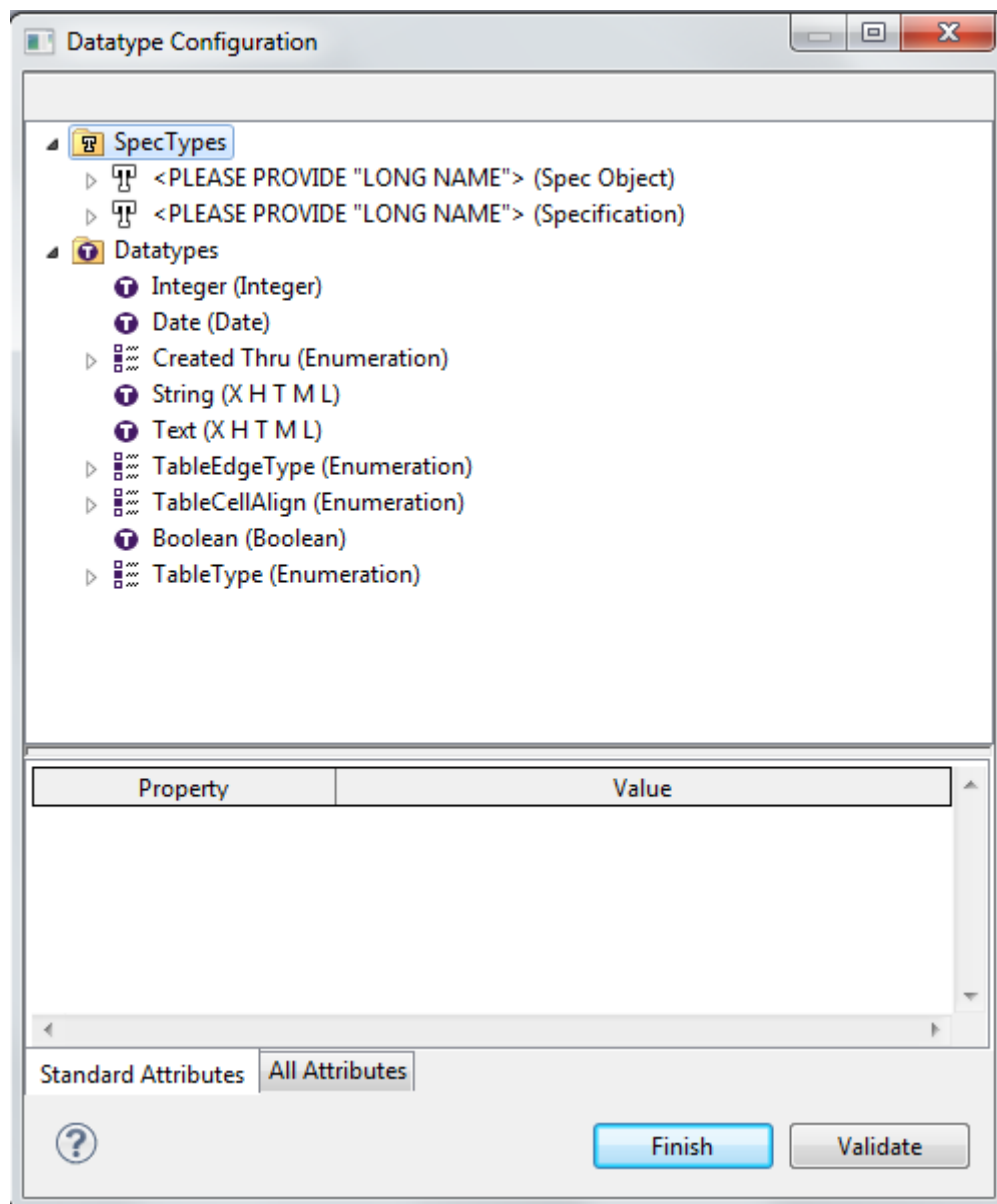 Datatype Configuration
SpecTypes
<PLEASE PROVIDE "LONG NAME"> (Spec Object)
<PLEASE PROVIDE "LONG NAME"> (Specification)
Datatypes
Integer (Integer)
Date (Date)
Created Thru (Enumeration)
String (X H T M L)
Text (X H T M L)
TableEdgeType (Enumeration)
TableCellAlign (Enumeration)
Boolean (Boolean)
TableType (Enumeration)
Property Value
Standard Attributes All Attributes
? Finish Validate